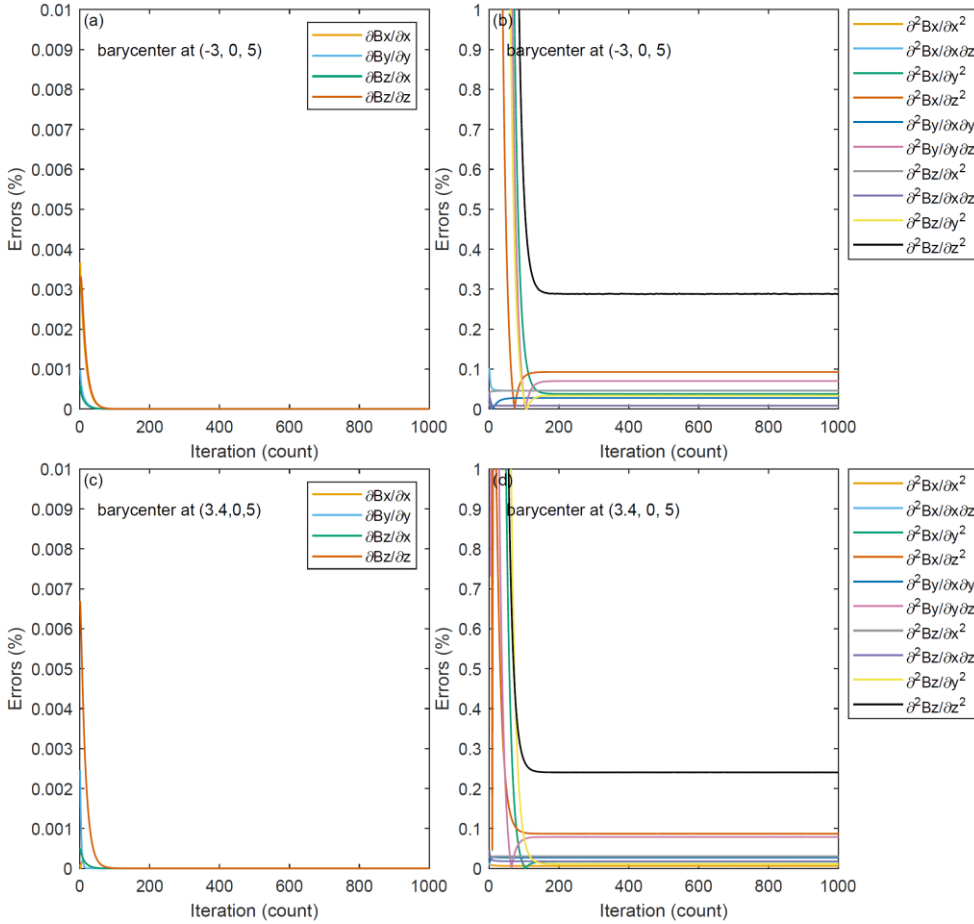 (a)
barycenter at (-3, 0, 5)
∂Bx/∂x
∂By/∂y
∂Bz/∂x
∂Bz/∂z
0.01
0.009
0.008
0.007
0.006
0.005
0.004
0.003
0.002
0.001
0
Errors (%)
0 200 400 600 800 1000
Iteration (count)
(b)
barycenter at (-3, 0, 5)
1
0.9
0.8
0.7
0.6
0.5
0.4
0.3
0.2
0.1
0
Errors (%)
0 200 400 600 800 1000
Iteration (count)
∂²Bx/∂x²
∂²Bx/∂x∂z
∂²Bx/∂y²
∂²Bx/∂z²
∂²By/∂x∂y
∂²By/∂y∂z
∂²Bz/∂x²
∂²Bz/∂x∂z
∂²Bz/∂y²
∂²Bz/∂z²
(c)
barycenter at (3.4,0,5)
∂Bx/∂x
∂By/∂y
∂Bz/∂x
∂Bz/∂z
0.01
0.009
0.008
0.007
0.006
0.005
0.004
0.003
0.002
0.001
0
Errors (%)
0 200 400 600 800 1000
Iteration (count)
(d)
barycenter at (3.4, 0, 5)
1
0.9
0.8
0.7
0.6
0.5
0.4
0.3
0.2
0.1
0
Errors (%)
0 200 400 600 800 1000
Iteration (count)
∂²Bx/∂x²
∂²Bx/∂x∂z
∂²Bx/∂y²
∂²Bx/∂z²
∂²By/∂x∂y
∂²By/∂y∂z
∂²Bz/∂x²
∂²Bz/∂x∂z
∂²Bz/∂y²
∂²Bz/∂z²